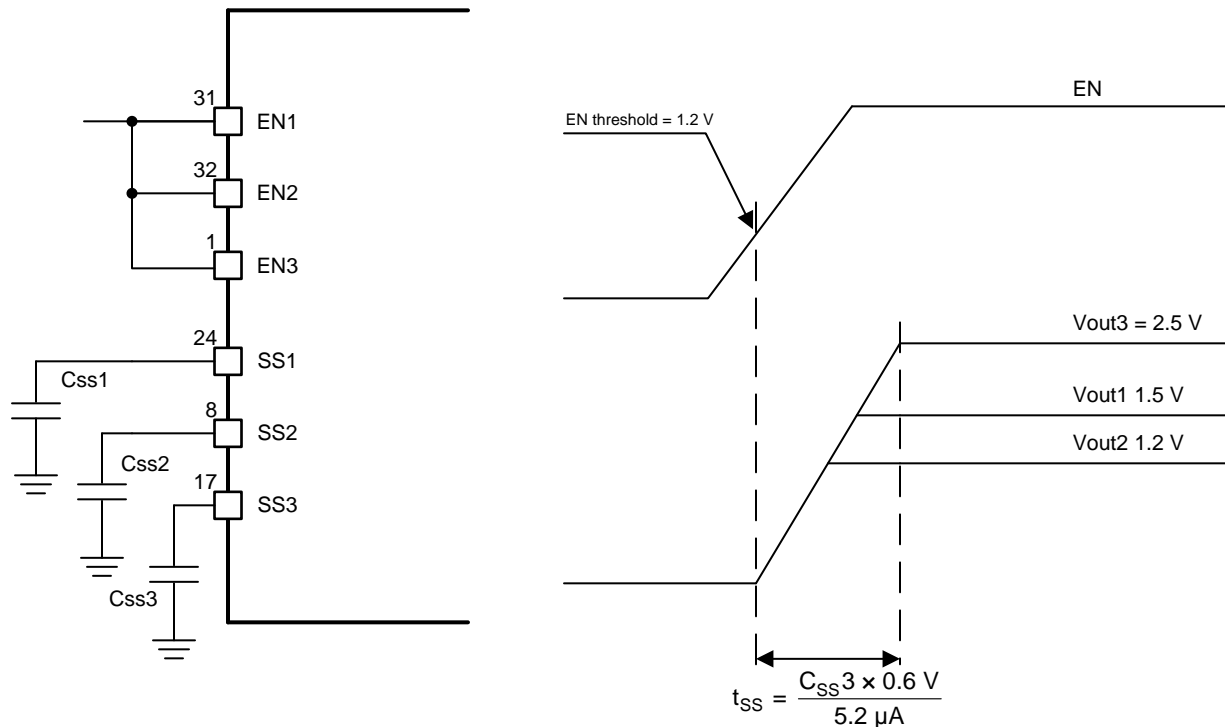 31
EN1
32
EN2
1
EN3
24
SS1
Css1
8
SS2
Css2
17
SS3
Css3
EN
EN threshold = 1.2 V
Vout3 = 2.5 V
Vout1 1.5 V
Vout2 1.2 V
tSS = CSS3 × 0.6 V
5.2 µA